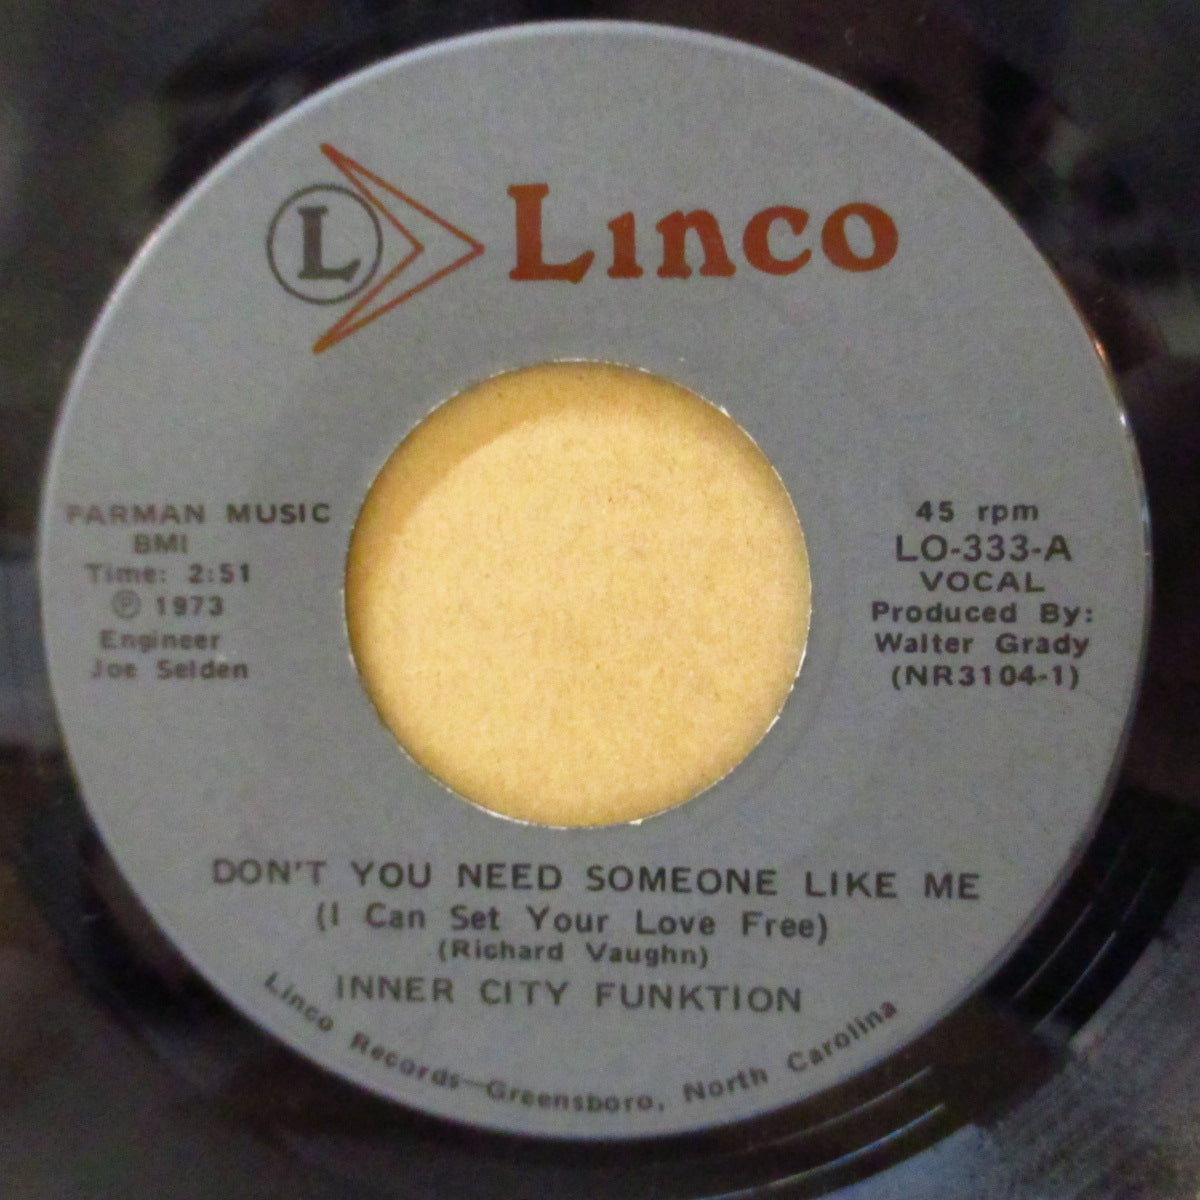 L Linco
PARMAN MUSIC
BMI
Time: 2:51
℗ 1973
Engineer
Joe Selden
45 rpm
LO-333-A
VOCAL
Produced By:
Walter Grady
(NR3104-1)
DON'T YOU NEED SOMEONE LIKE ME
(I Can Set Your Love Free)
(Richard Vaughn)
INNER CITY FUNKTION
Linco Records—Greensboro, North Carolina